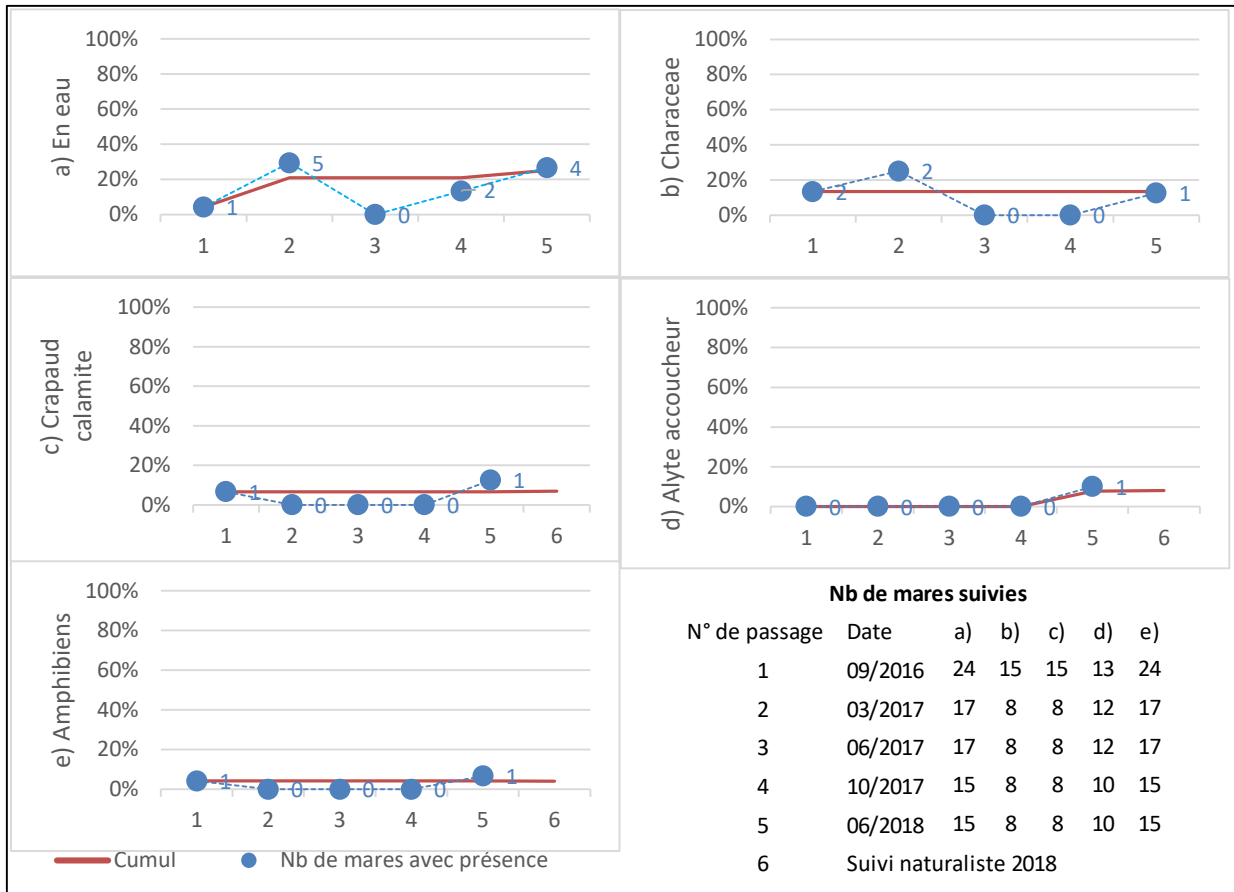 a) En eau
100%
80%
60%
40%
20%
0%
1 5 0 2 4
1 2 3 4 5
b) Characeae
100%
80%
60%
40%
20%
0%
2 2 0 0 1
1 2 3 4 5
c) Crapaud
calamite
100%
80%
60%
40%
20%
0%
1 0 0 0 1
1 2 3 4 5 6
d) Alyte accoucheur
100%
80%
60%
40%
20%
0%
0 0 0 0 1
1 2 3 4 5 6
e) Amphibiens
100%
80%
60%
40%
20%
0%
1 0 0 0 1
1 2 3 4 5 6
Cumul Nb de mares avec présence
Nb de mares suivies
N° de passage Date a) b) c) d) e)
1 09/2016 24 15 15 13 24
2 03/2017 17 8 8 12 17
3 06/2017 17 8 8 12 17
4 10/2017 15 8 8 10 15
5 06/2018 15 8 8 10 15
6 Suivi naturaliste 2018